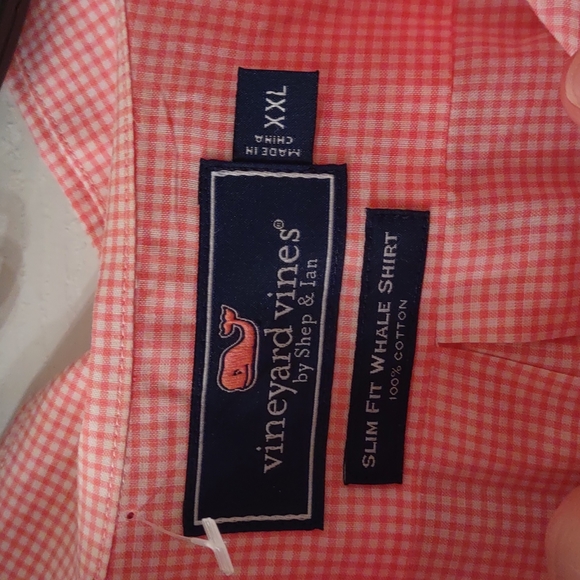 vineyard vines®
by Shep & Ian
XXL
MADE IN
CHINA
SLIM FIT WHALE SHIRT
100% COTTON